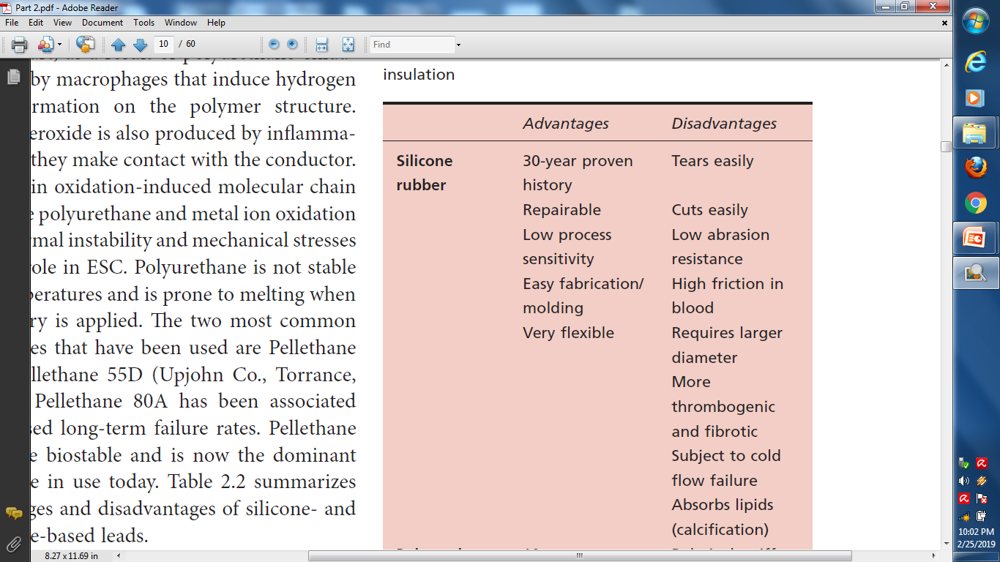 Part 2.pdf - Adobe Reader
File Edit View Document Tools Window Help
10 / 60 Find
by macrophages that induce hydrogen
rmation on the polymer structure.
eroxide is also produced by inflamma-
they make contact with the conductor.
in oxidation-induced molecular chain
e polyurethane and metal ion oxidation
rmal instability and mechanical stresses
role in ESC. Polyurethane is not stable
peratures and is prone to melting when
ry is applied. The two most common
es that have been used are Pellethane
llethane 55D (Upjohn Co., Torrance,
Pellethane 80A has been associated
sed long-term failure rates. Pellethane
e biostable and is now the dominant
e in use today. Table 2.2 summarizes
ges and disadvantages of silicone- and
e-based leads.
insulation
Advantages Disadvantages
Silicone 30-year proven Tears easily
rubber history
Repairable Cuts easily
Low process Low abrasion
sensitivity resistance
Easy fabrication/ High friction in
molding blood
Very flexible Requires larger
diameter
More
thrombogenic
and fibrotic
Subject to cold
flow failure
Absorbs lipids
(calcification)
8.27 x 11.69 in
10:02 PM
2/25/2019